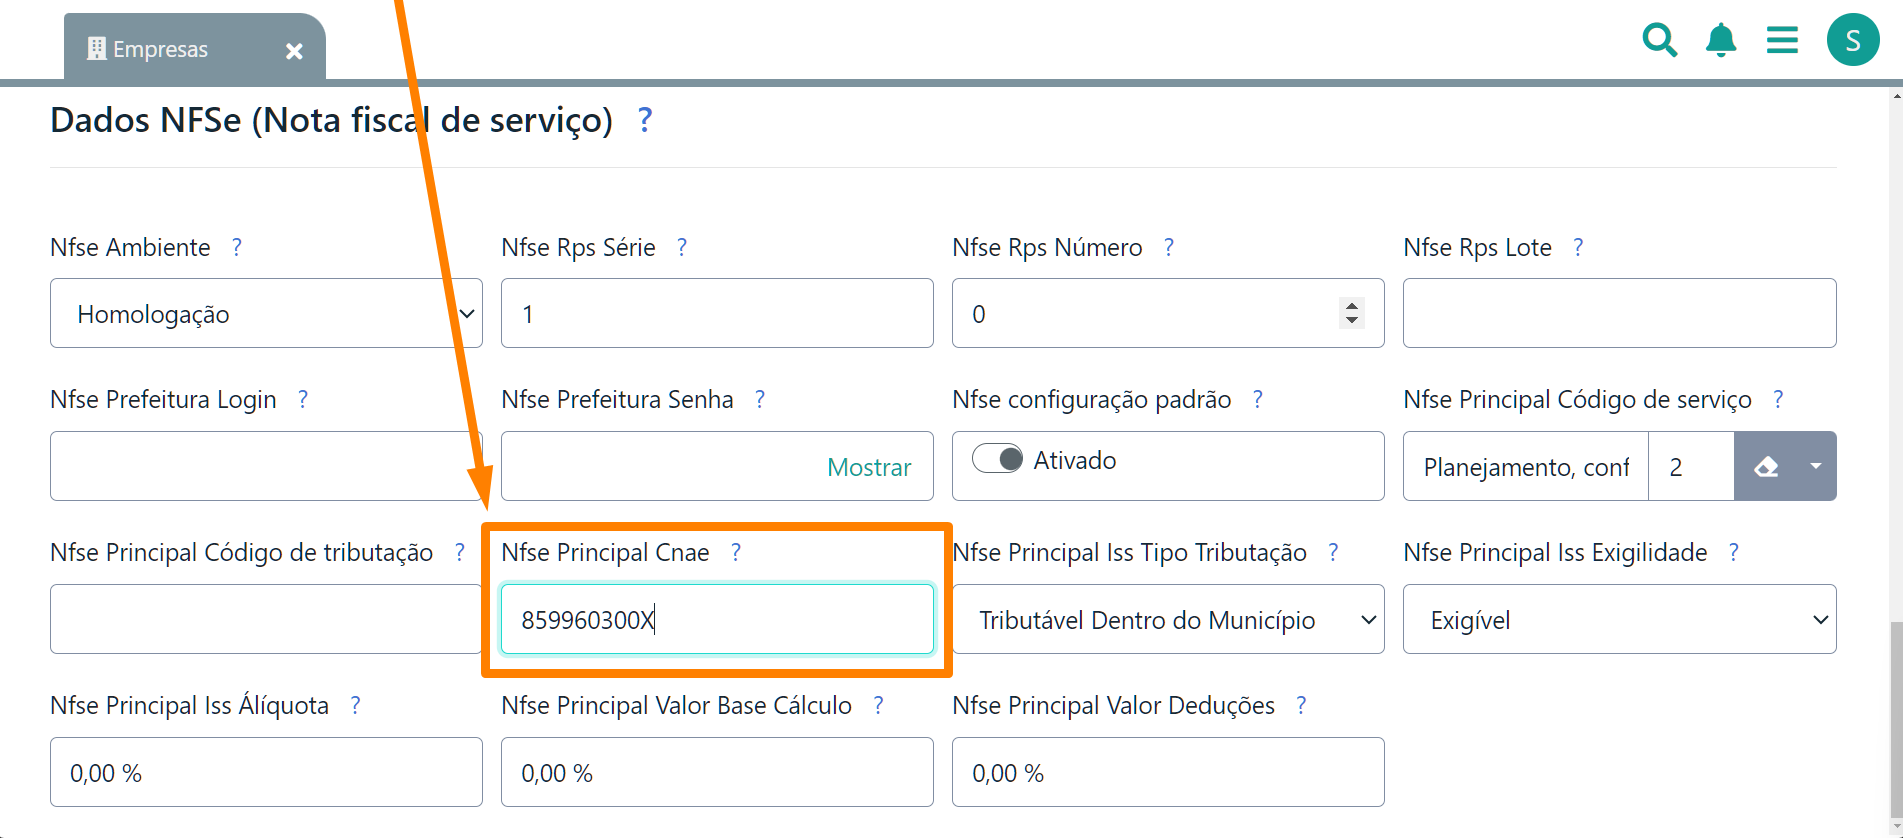 Empresas
S
Dados NFSe (Nota fiscal de serviço) ?
Nfse Ambiente ?
Nfse Rps Série ?
Nfse Rps Número ?
Nfse Rps Lote ?
Homologação
1
0
Nfse Prefeitura Login ?
Nfse Prefeitura Senha ?
Nfse configuração padrão ?
Nfse Principal Código de serviço ?
Mostrar
Ativado
Planejamento, conf
2
Nfse Principal Código de tributação ?
Nfse Principal Cnae ?
Nfse Principal Iss Tipo Tributação ?
Nfse Principal Iss Exigilidade ?
859960300X
Tributável Dentro do Município
Exigível
Nfse Principal Iss Álíquota ?
Nfse Principal Valor Base Cálculo ?
Nfse Principal Valor Deduções ?
0,00 %
0,00 %
0,00 %